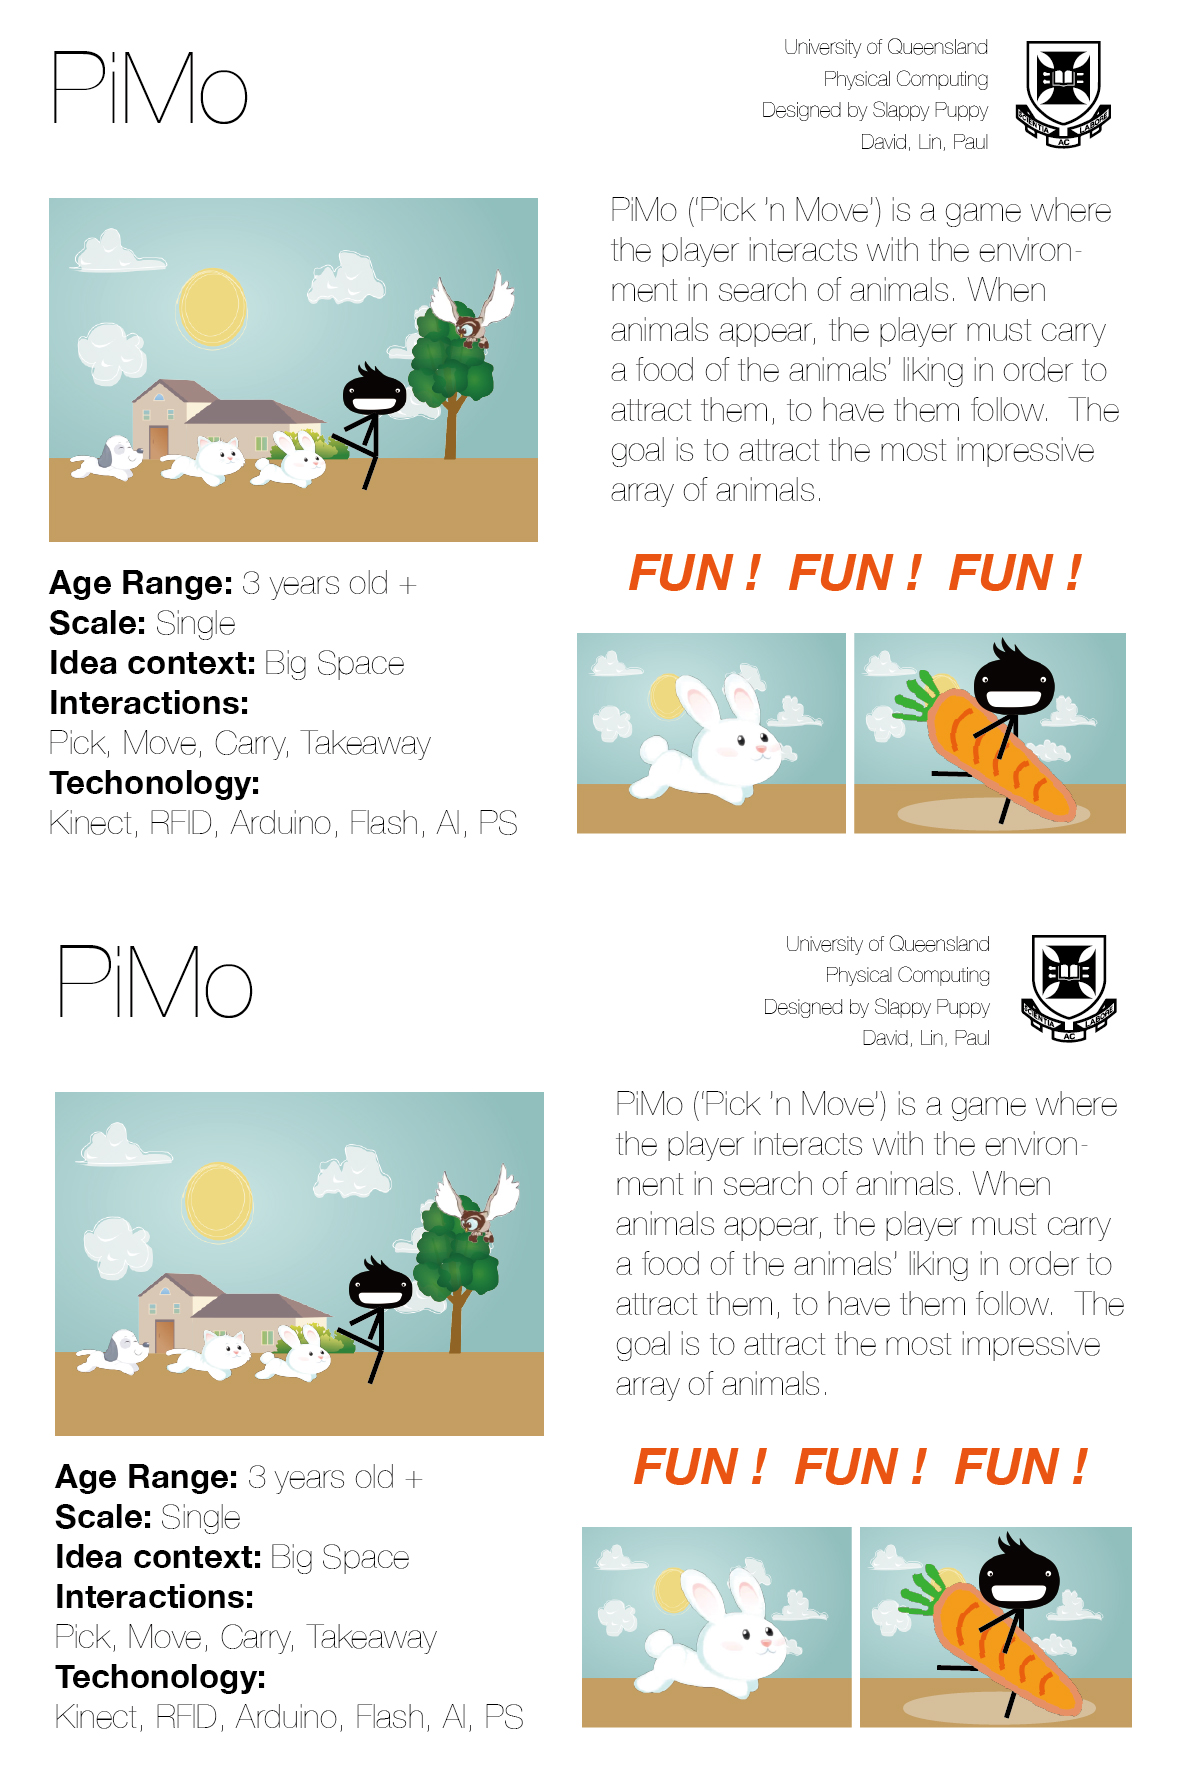 PiMo
University of Queensland
Physical Computing
Designed by Slappy Puppy
David, Lin, Paul
SCIENTIA AC LABORE
PiMo ('Pick 'n Move') is a game where
the player interacts with the environ-
ment in search of animals. When
animals appear, the player must carry
a food of the animals' liking in order to
attract them, to have them follow.  The
goal is to attract the most impressive
array of animals.
FUN !  FUN !  FUN !
Age Range: 3 years old +
Scale: Single
Idea context: Big Space
Interactions:
Pick, Move, Carry, Takeaway
Techonology:
Kinect, RFID, Arduino, Flash, AI, PS
PiMo
University of Queensland
Physical Computing
Designed by Slappy Puppy
David, Lin, Paul
SCIENTIA AC LABORE
PiMo ('Pick 'n Move') is a game where
the player interacts with the environ-
ment in search of animals. When
animals appear, the player must carry
a food of the animals' liking in order to
attract them, to have them follow.  The
goal is to attract the most impressive
array of animals.
FUN !  FUN !  FUN !
Age Range: 3 years old +
Scale: Single
Idea context: Big Space
Interactions:
Pick, Move, Carry, Takeaway
Techonology:
Kinect, RFID, Arduino, Flash, AI, PS